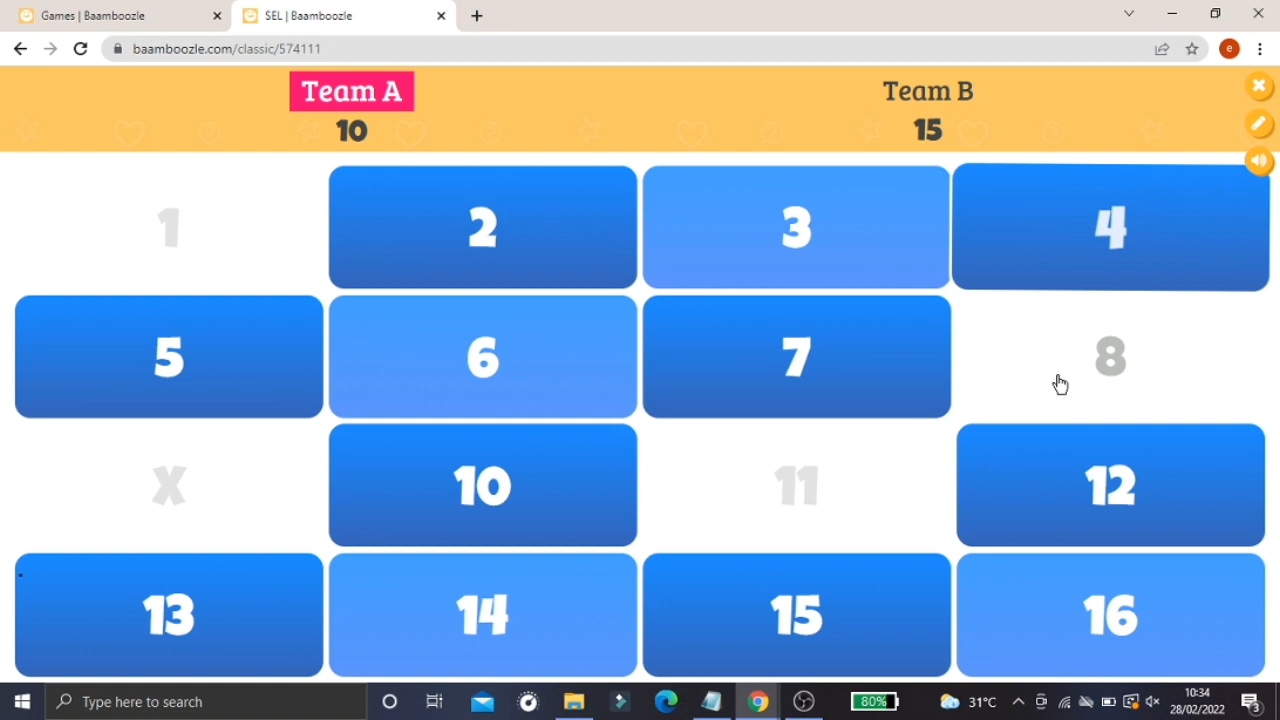 Games | Baamboozle
SEL | Baamboozle
baamboozle.com/classic/574111
e
Team A
Team B
10
15
1
2
3
4
5
6
7
8
X
10
11
12
13
14
15
16
Type here to search
80%
31°C
10:34
28/02/2022
3